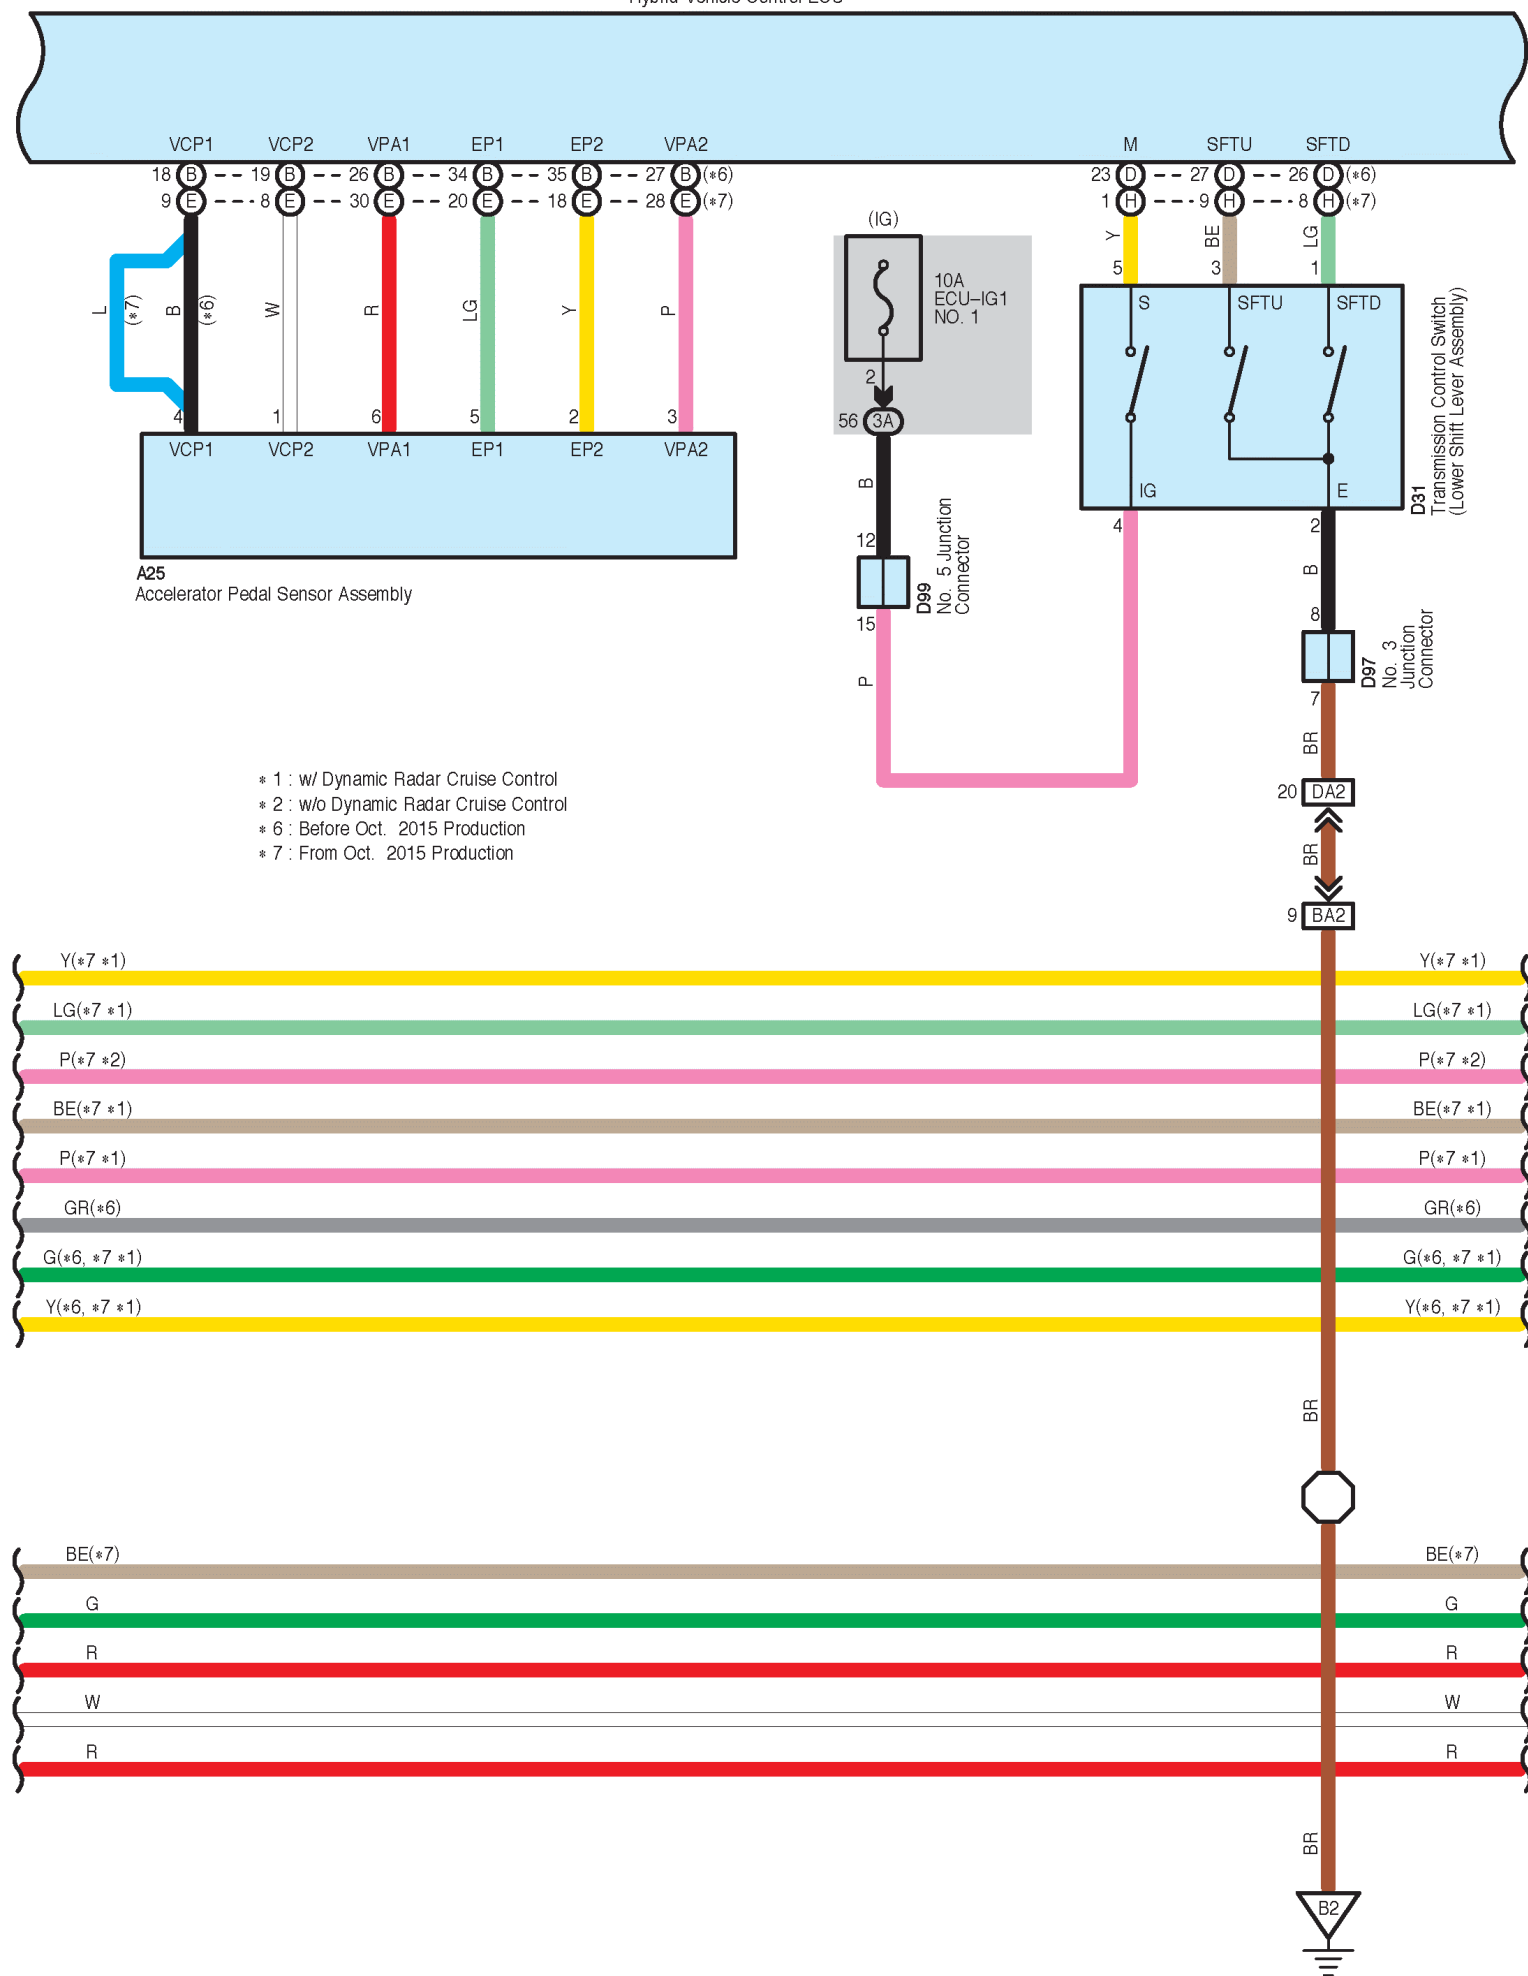 Hybrid Vehicle Control ECU
VCP1 VCP2 VPA1 EP1 EP2 VPA2 M SFTU SFTD
18 B 19 B 26 B 34 B 35 B 27 B (*6) 23 D 27 D 26 D (*6)
9 E 8 E 30 E 20 E 18 E 28 E (*7) 1 H 9 H 8 H (*7)
L (*7) B (*6) W R LG Y P
4 1 6 5 2 3
VCP1 VCP2 VPA1 EP1 EP2 VPA2
A25
Accelerator Pedal Sensor Assembly
(IG)
10A
ECU–IG1
NO. 1
2
56 3A
B
12
D99
No. 5 Junction
Connector
15
P
Y BE LG
5 3 1
S SFTU SFTD
IG E
D31
Transmission Control Switch
(Lower Shift Lever Assembly)
4 2
B
8
D97
No. 3
Junction
Connector
7
BR
20 DA2
BR
9 BA2
* 1 : w/ Dynamic Radar Cruise Control
* 2 : w/o Dynamic Radar Cruise Control
* 6 : Before Oct. 2015 Production
* 7 : From Oct. 2015 Production
Y(*7 *1) Y(*7 *1)
LG(*7 *1) LG(*7 *1)
P(*7 *2) P(*7 *2)
BE(*7 *1) BE(*7 *1)
P(*7 *1) P(*7 *1)
GR(*6) GR(*6)
G(*6, *7 *1) G(*6, *7 *1)
Y(*6, *7 *1) Y(*6, *7 *1)
BR
BE(*7) BE(*7)
G G
R R
W W
R R
BR
B2